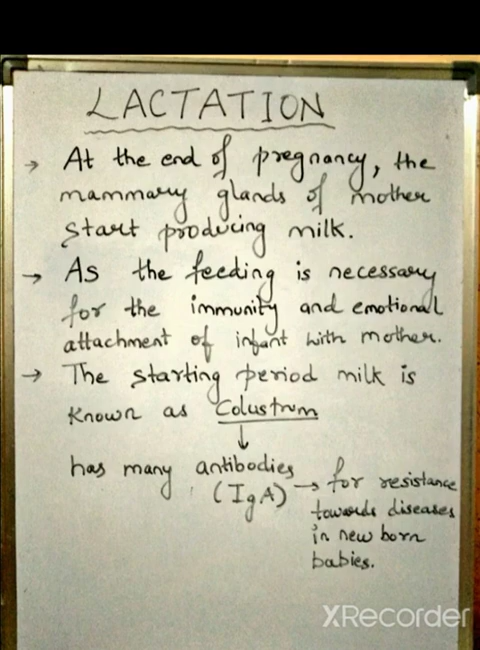 LACTATION
→ At the end of pregnancy, the
mammary glands of mother
start producing milk.
→ As the feeding is necessary
for the immunity and emotional
attachment of infant with mother.
→ The starting period milk is
known as Colustrum
↓
has many antibodies
(IgA) → for resistance
towards diseases
in new born
babies.
XRecorder